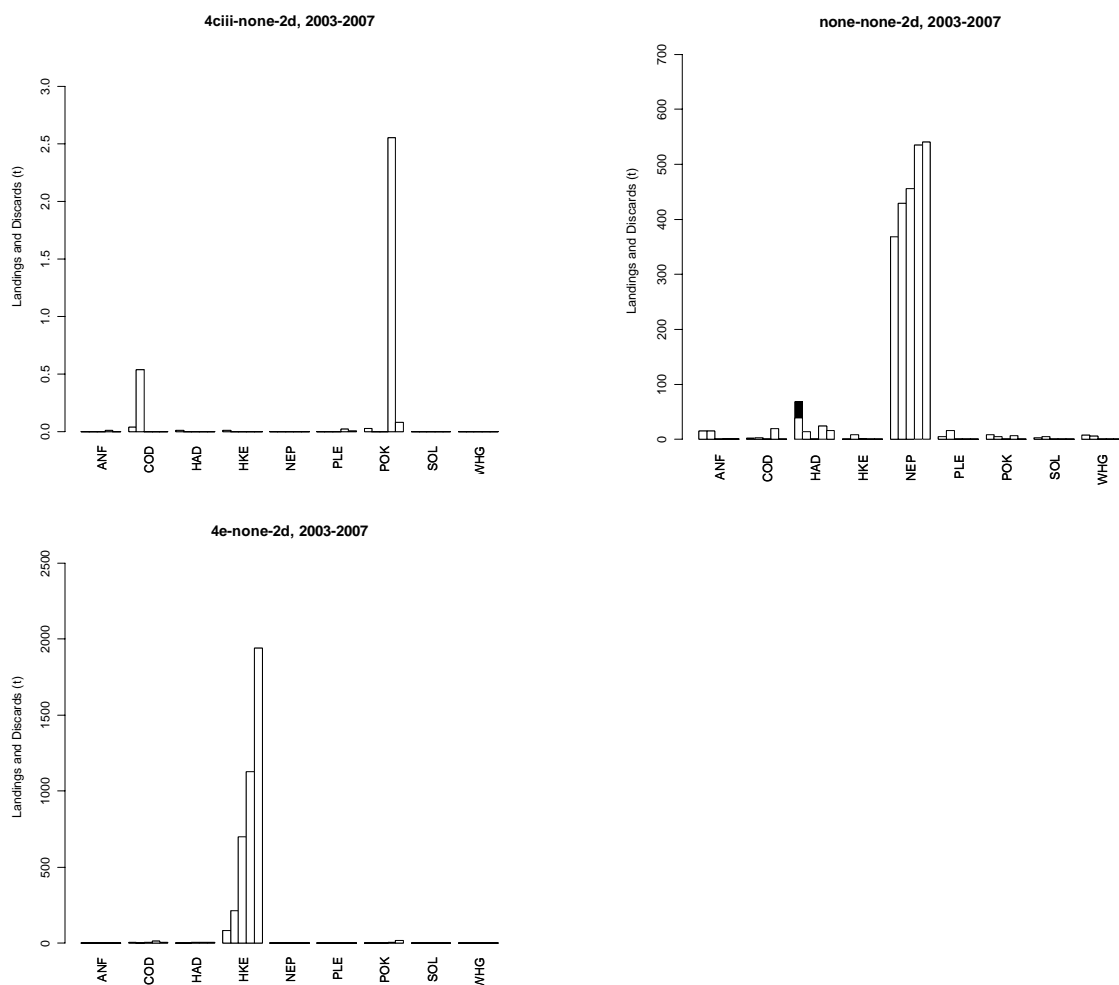 4ciii-none-2d, 2003-2007
Landings and Discards (t)
3.0
2.5
2.0
1.5
1.0
0.5
0.0
ANF COD HAD HKE NEP PLE POK SOL WHG
none-none-2d, 2003-2007
Landings and Discards (t)
700
600
500
400
300
200
100
0
ANF COD HAD HKE NEP PLE POK SOL WHG
4e-none-2d, 2003-2007
Landings and Discards (t)
2500
2000
1500
1000
500
0
ANF COD HAD HKE NEP PLE POK SOL WHG